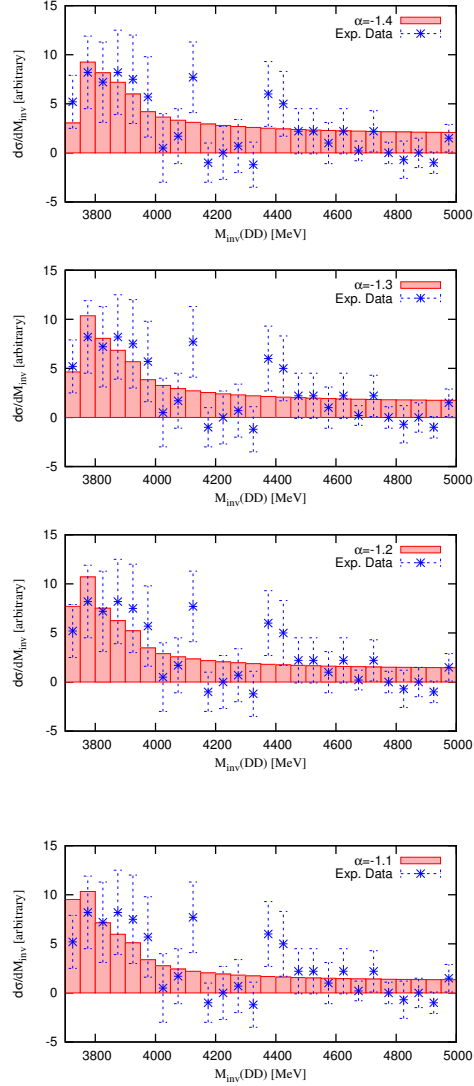 15
α=-1.4
Exp. Data
10
5
0
-5
3800 4000 4200 4400 4600 4800 5000
dσ/dM_inv [arbitrary]
M_inv(DD) [MeV]
15
α=-1.3
Exp. Data
10
5
0
-5
3800 4000 4200 4400 4600 4800 5000
dσ/dM_inv [arbitrary]
M_inv(DD) [MeV]
15
α=-1.2
Exp. Data
10
5
0
-5
3800 4000 4200 4400 4600 4800 5000
dσ/dM_inv [arbitrary]
M_inv(DD) [MeV]
15
α=-1.1
Exp. Data
10
5
0
-5
3800 4000 4200 4400 4600 4800 5000
dσ/dM_inv [arbitrary]
M_inv(DD) [MeV]